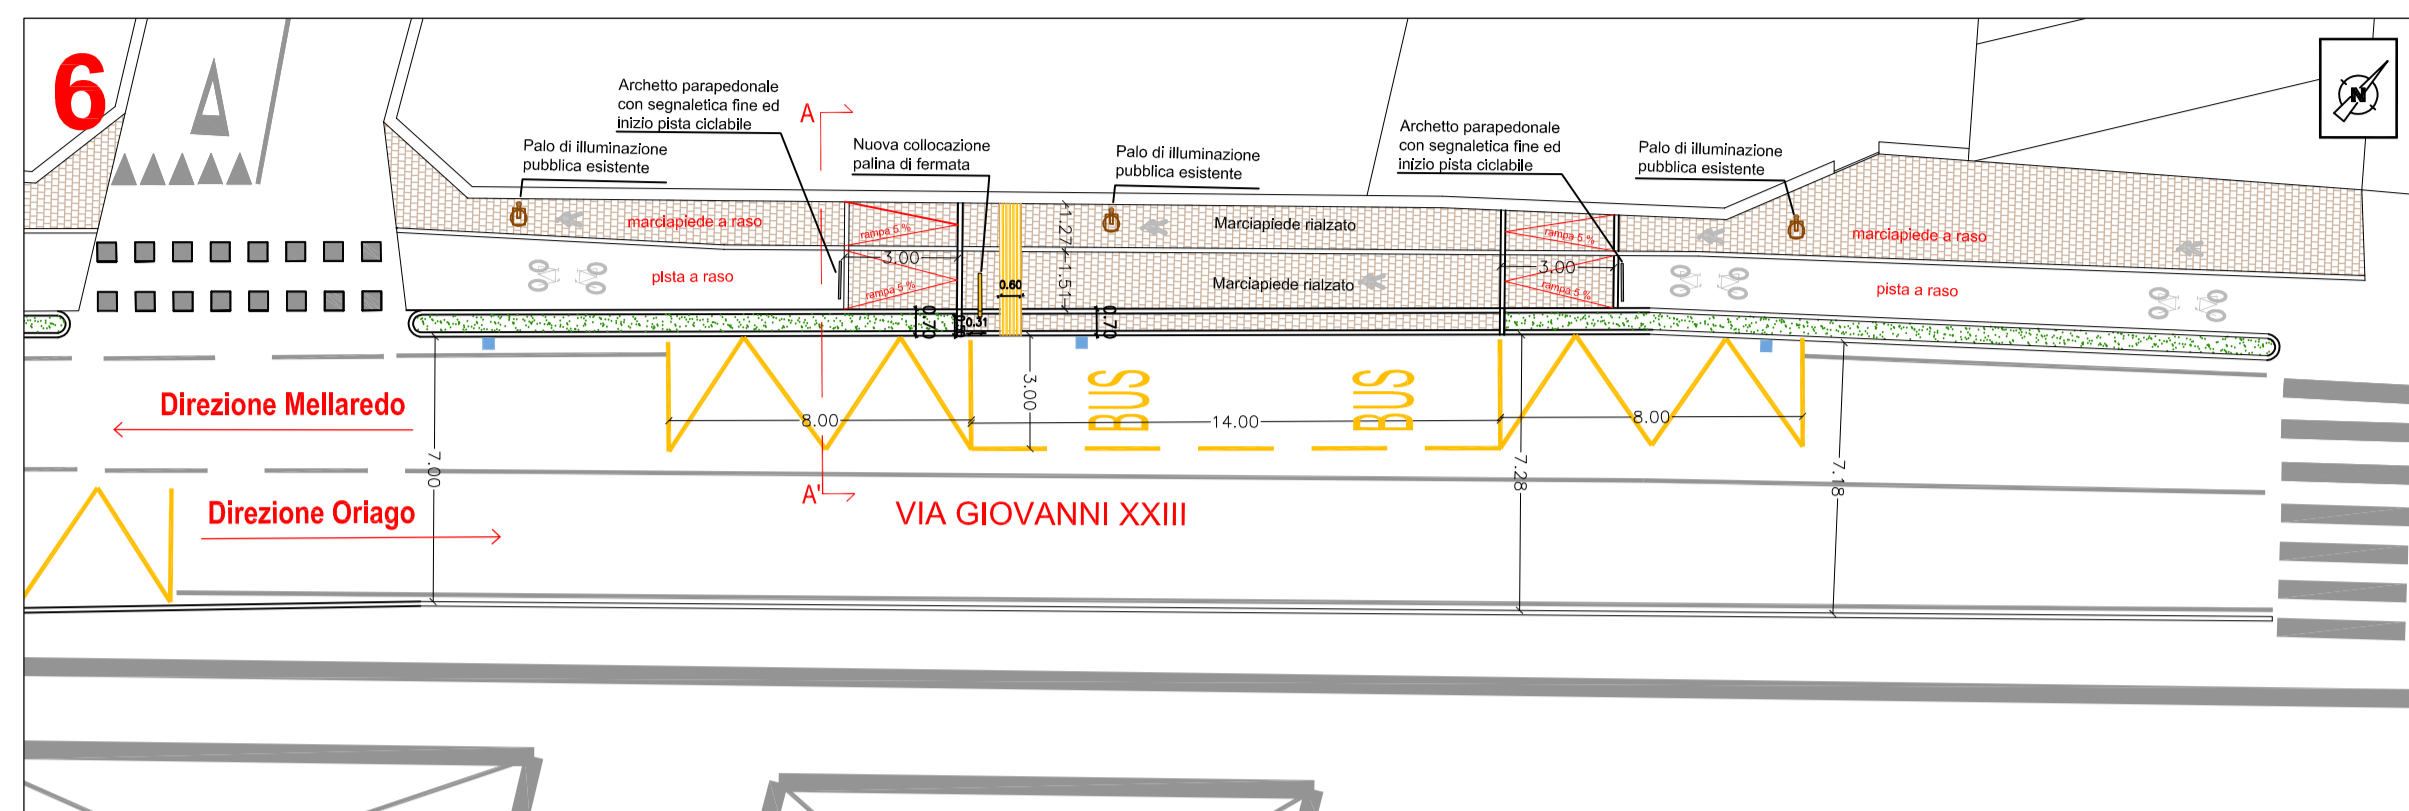 6
Archetto parapedonale
con segnaletica fine ed
inizio pista ciclabile
A
Palo di illuminazione
pubblica esistente
Nuova collocazione
palina di fermata
Palo di illuminazione
pubblica esistente
Archetto parapedonale
con segnaletica fine ed
inizio pista ciclabile
Palo di illuminazione
pubblica esistente
N
marciapiede a raso
rampa 5 %
1.27
Marciapiede rialzato
rampa 5 %
marciapiede a raso
pista a raso
3.00
rampa 5 %
0.60
1.51
Marciapiede rialzato
3.00
rampa 5 %
pista a raso
0.70
0.31
0.70
Direzione Mellaredo
8.00
3.00
BUS
14.00
BUS
8.00
7.00
7.28
7.18
A'
Direzione Oriago
VIA GIOVANNI XXIII